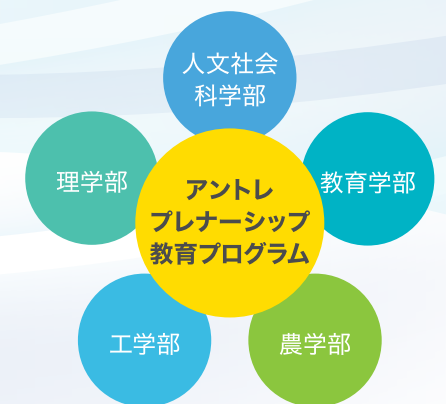 人文社会
科学部
理学部
アントレ
プレナーシップ
教育プログラム
教育学部
工学部
農学部